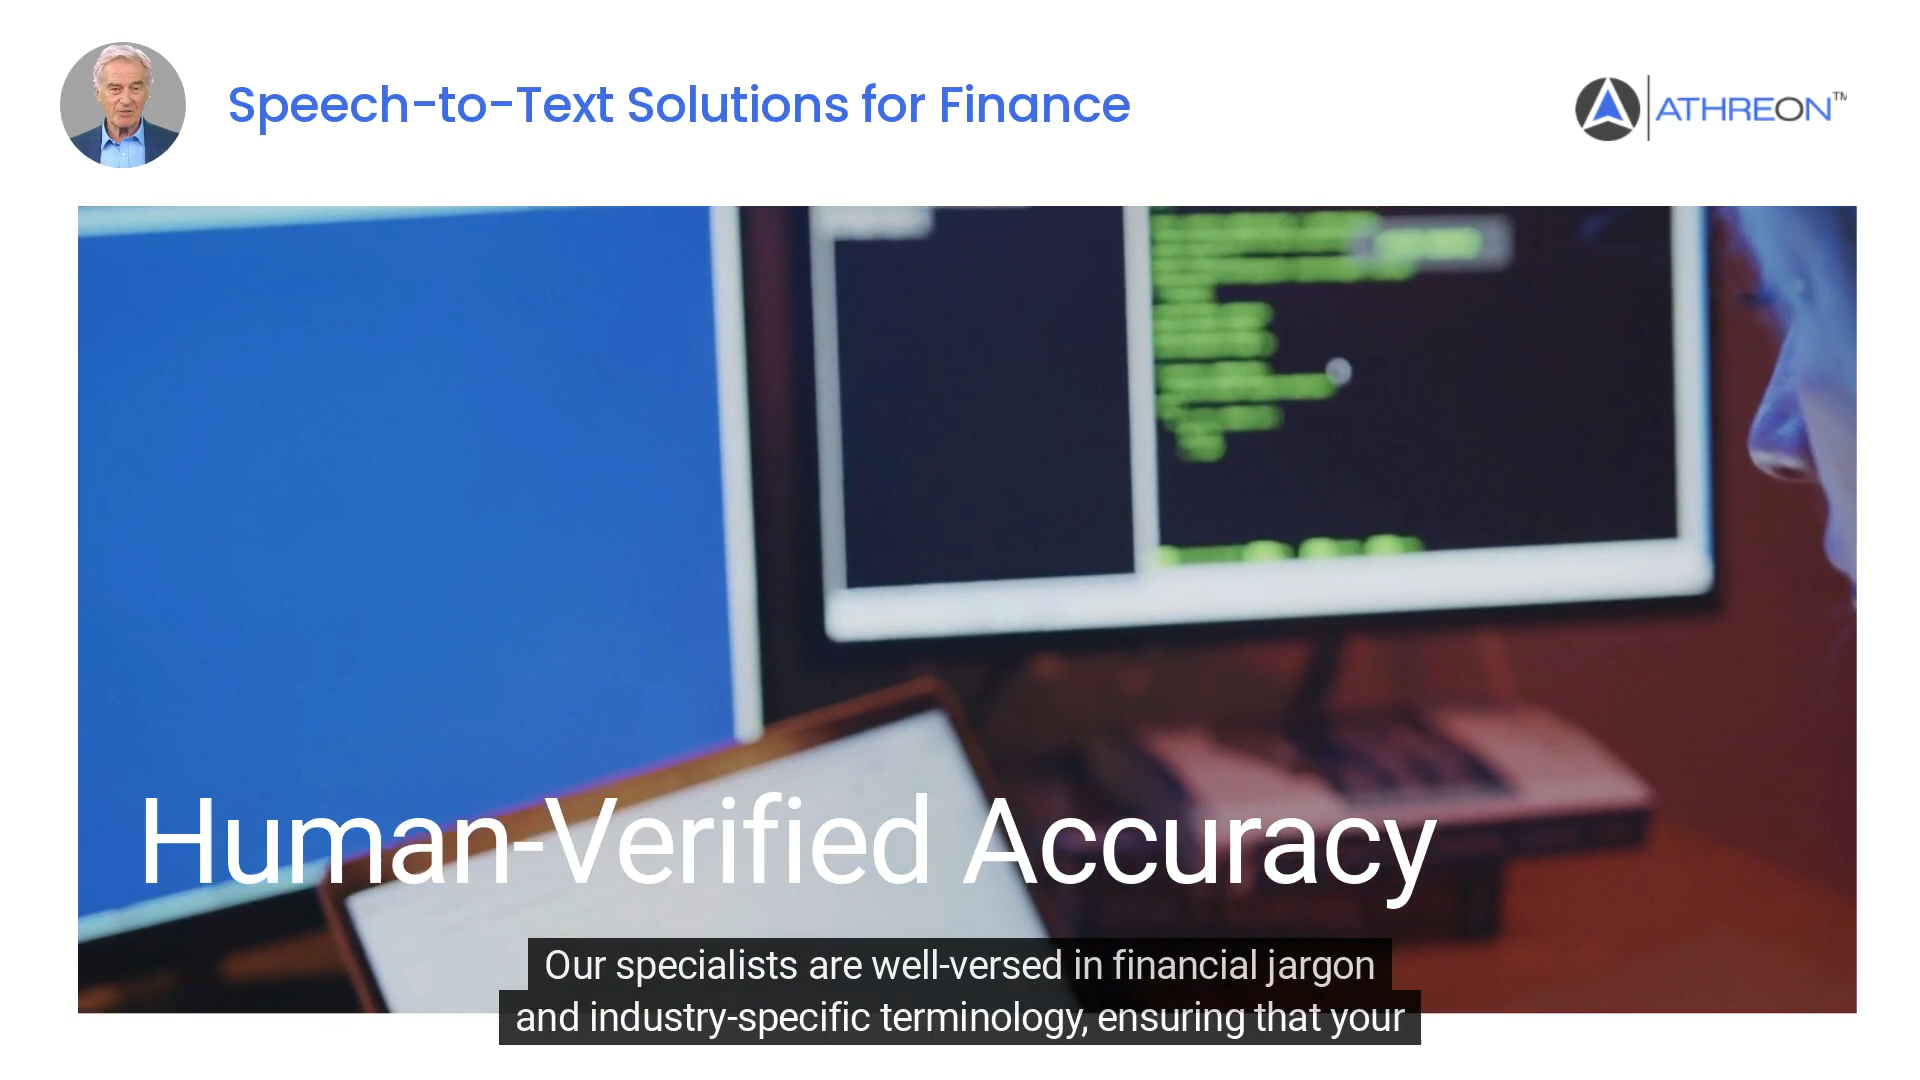 Speech-to-Text Solutions for Finance
ATHREON™
Human-Verified Accuracy
Our specialists are well-versed in financial jargon
and industry-specific terminology, ensuring that your